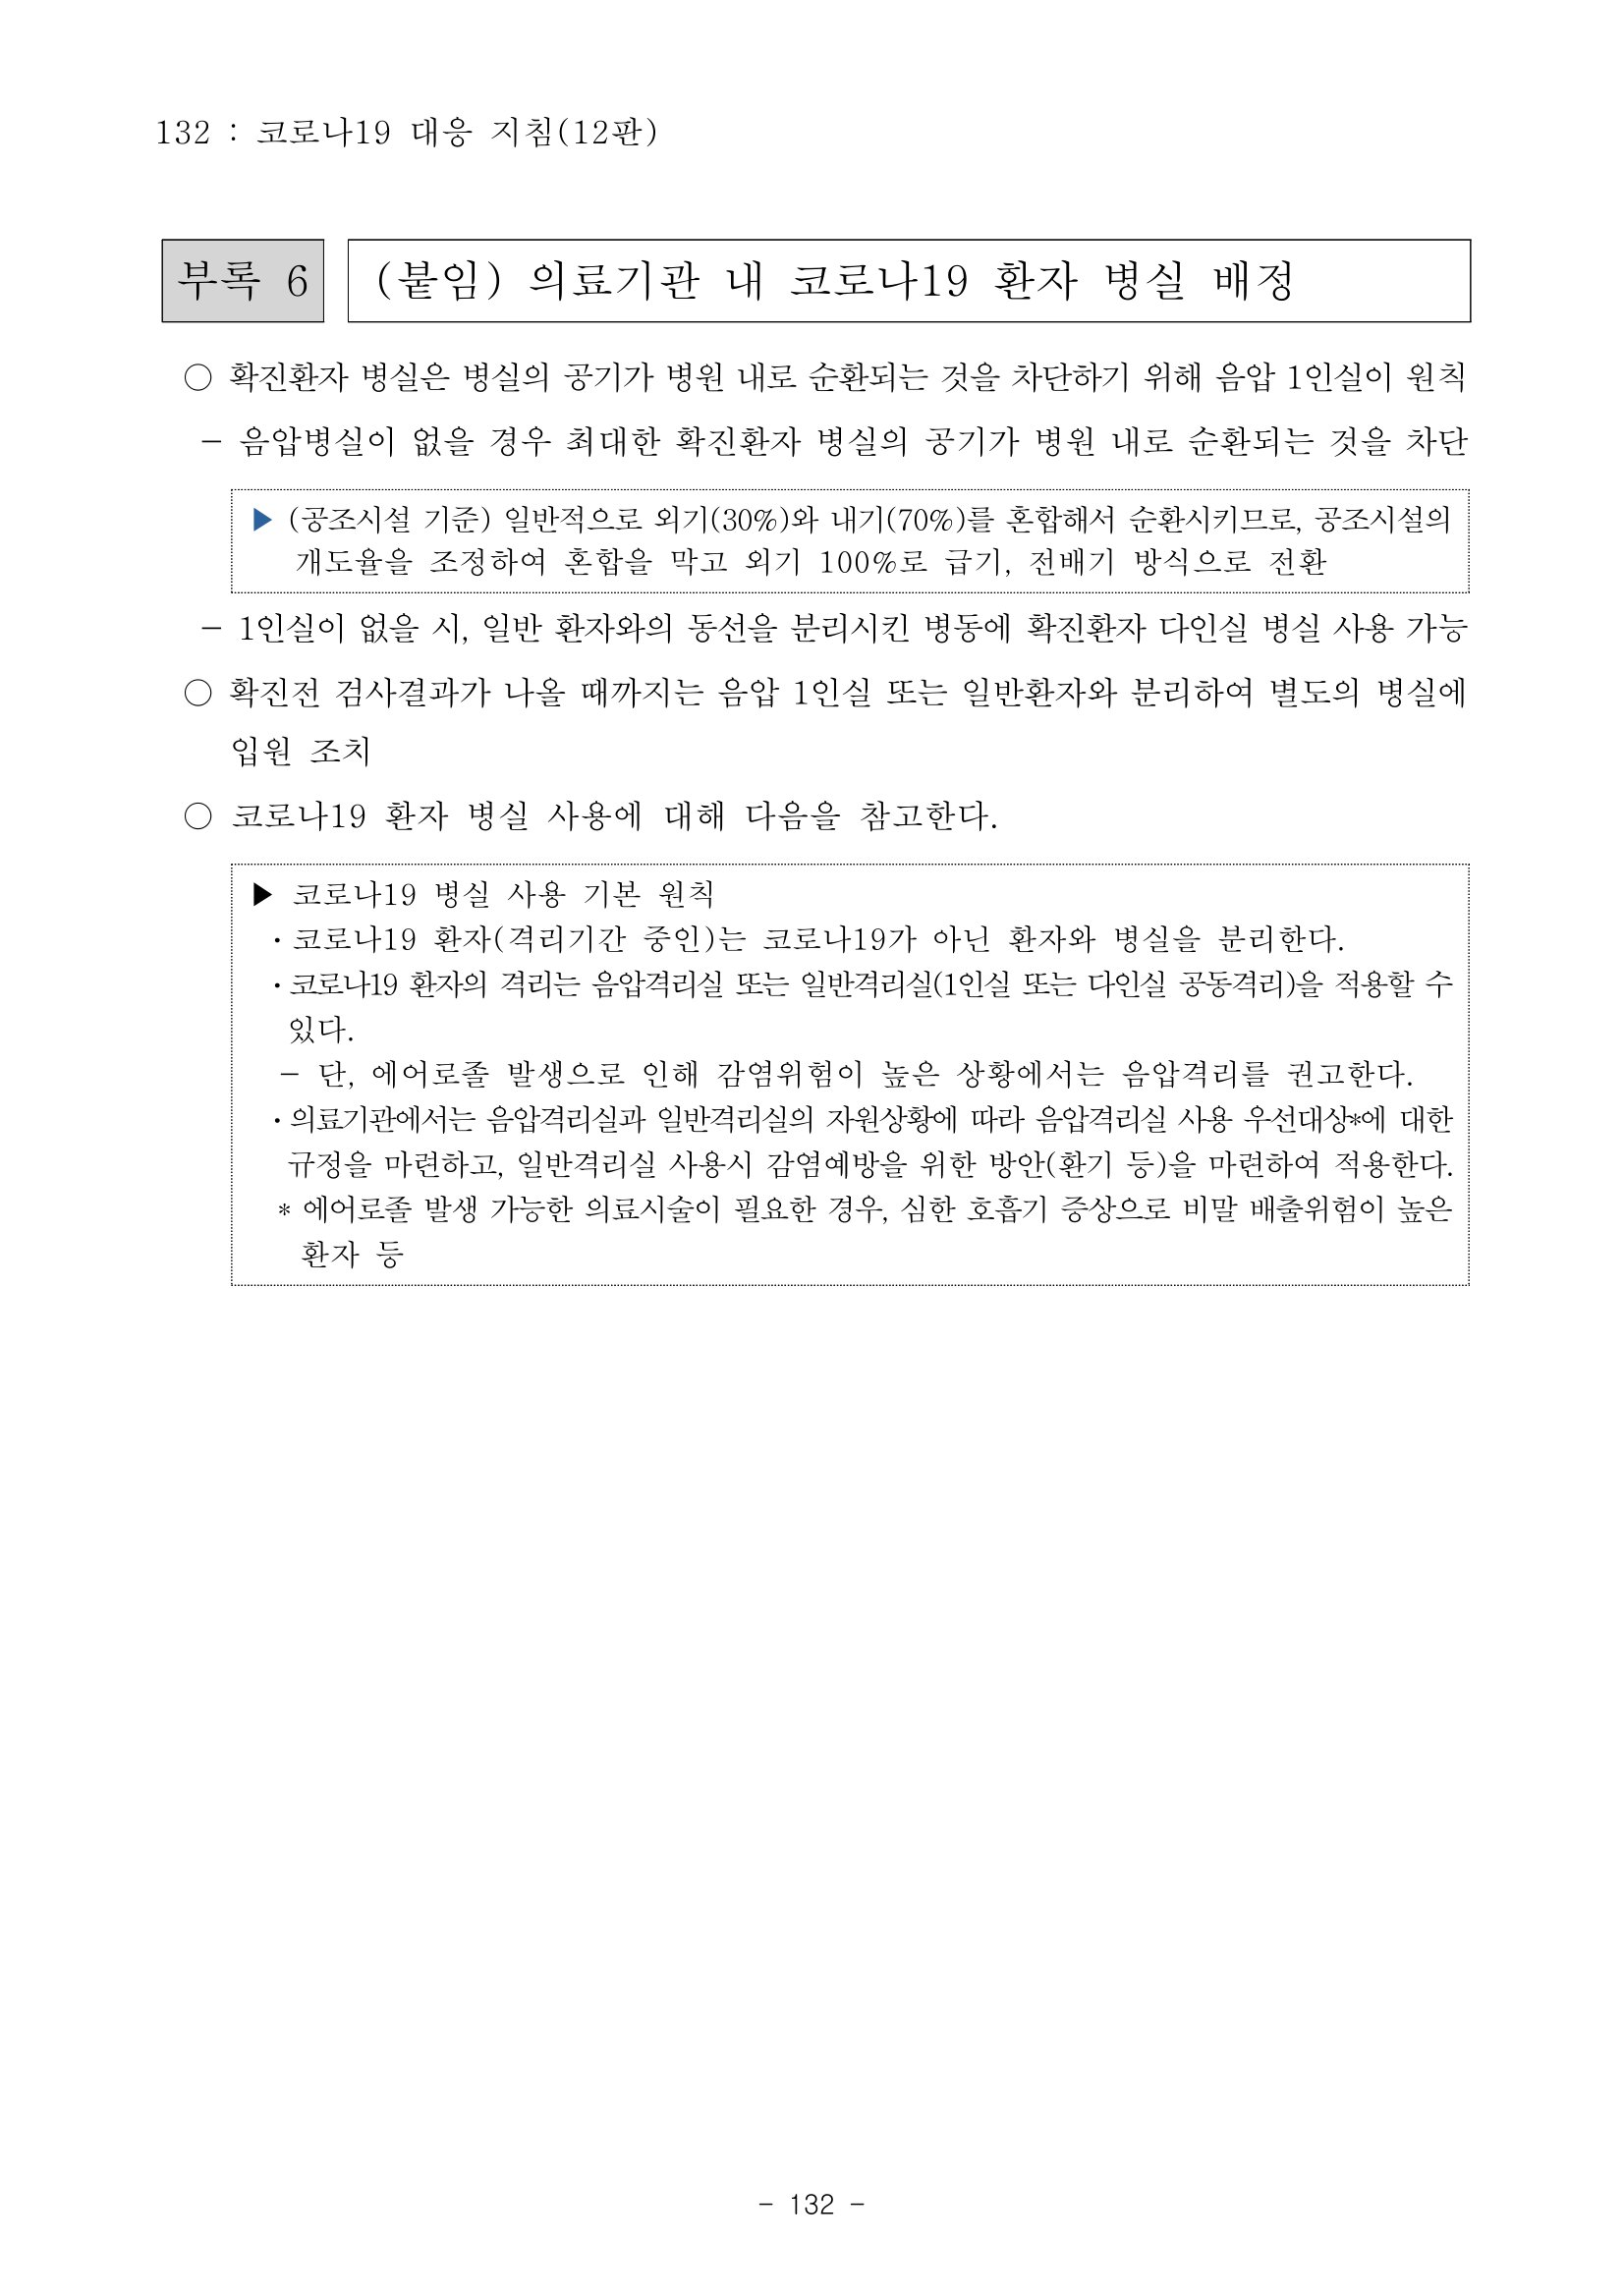 132 : 코로나19 대응 지침(12판)
부록 6
(붙임) 의료기관 내 코로나19 환자 병실 배정
○ 확진환자 병실은 병실의 공기가 병원 내로 순환되는 것을 차단하기 위해 음압 1인실이 원칙
- 음압병실이 없을 경우 최대한 확진환자 병실의 공기가 병원 내로 순환되는 것을 차단
▶ (공조시설 기준) 일반적으로 외기(30%)와 내기(70%)를 혼합해서 순환시키므로, 공조시설의
개도율을 조정하여 혼합을 막고 외기 100%로 급기, 전배기 방식으로 전환
- 1인실이 없을 시, 일반 환자와의 동선을 분리시킨 병동에 확진환자 다인실 병실 사용 가능
○ 확진전 검사결과가 나올 때까지는 음압 1인실 또는 일반환자와 분리하여 별도의 병실에
입원 조치
○ 코로나19 환자 병실 사용에 대해 다음을 참고한다.
▶ 코로나19 병실 사용 기본 원칙
· 코로나19 환자(격리기간 중인)는 코로나19가 아닌 환자와 병실을 분리한다.
· 코로나19 환자의 격리는 음압격리실 또는 일반격리실(1인실 또는 다인실 공동격리)을 적용할 수
있다.
- 단, 에어로졸 발생으로 인해 감염위험이 높은 상황에서는 음압격리를 권고한다.
· 의료기관에서는 음압격리실과 일반격리실의 자원상황에 따라 음압격리실 사용 우선대상*에 대한
규정을 마련하고, 일반격리실 사용시 감염예방을 위한 방안(환기 등)을 마련하여 적용한다.
* 에어로졸 발생 가능한 의료시술이 필요한 경우, 심한 호흡기 증상으로 비말 배출위험이 높은
환자 등
- 132 -